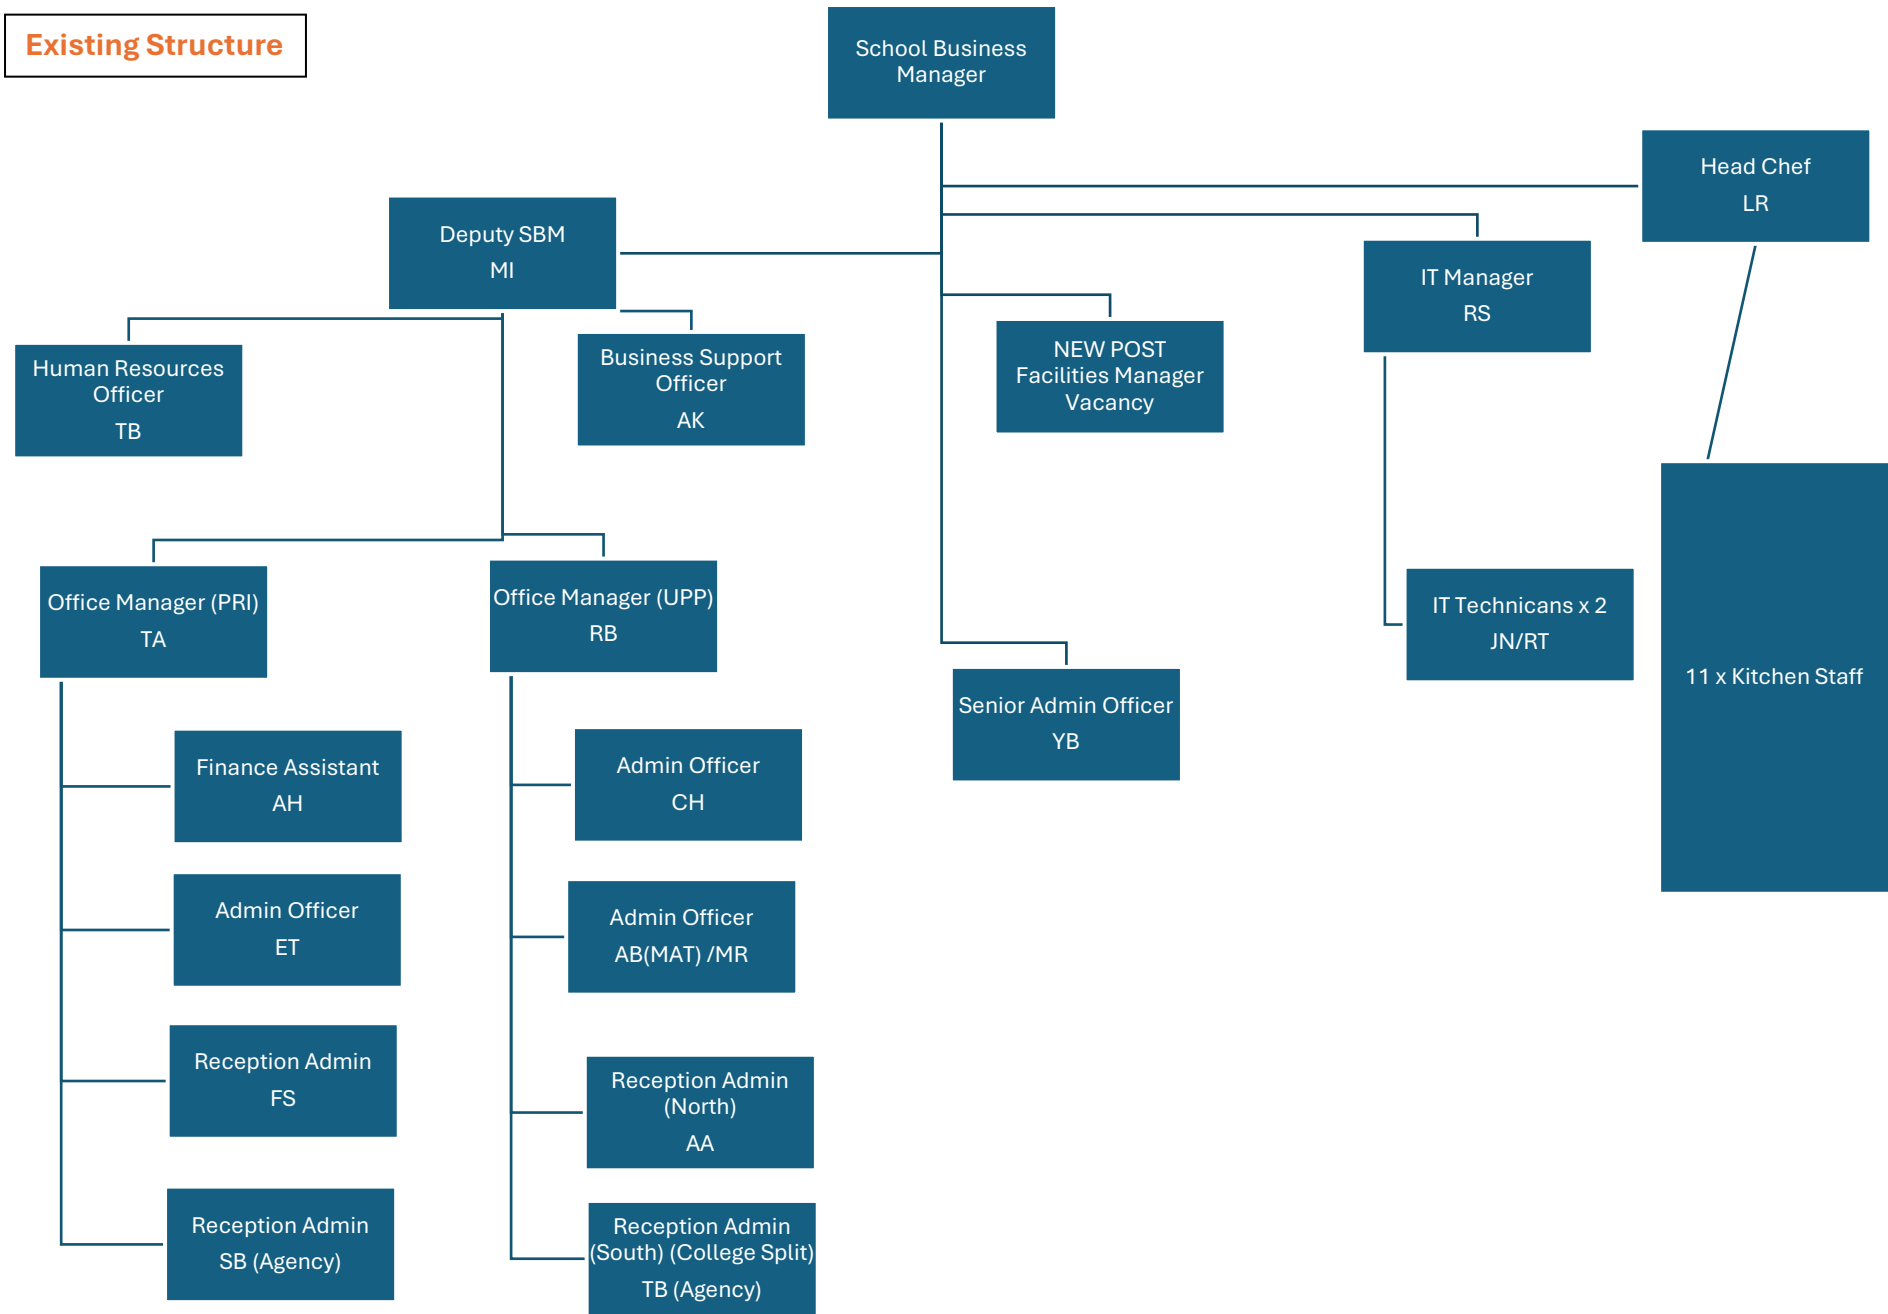 Existing Structure
School Business
Manager
Head Chef
LR
Deputy SBM
MI
IT Manager
RS
Human Resources
Officer
TB
Business Support
Officer
AK
NEW POST
Facilities Manager
Vacancy
Office Manager (PRI)
TA
Office Manager (UPP)
RB
IT Technicans x 2
JN/RT
11 x Kitchen Staff
Senior Admin Officer
YB
Finance Assistant
AH
Admin Officer
CH
Admin Officer
ET
Admin Officer
AB(MAT) /MR
Reception Admin
FS
Reception Admin
(North)
AA
Reception Admin
SB (Agency)
Reception Admin
(South) (College Split)
TB (Agency)